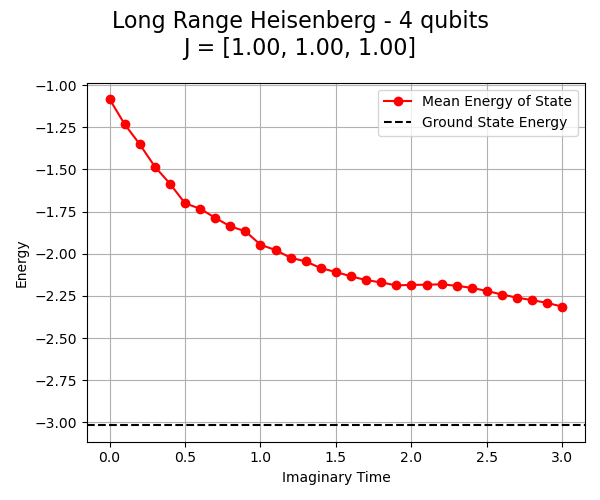 Long Range Heisenberg - 4 qubits
J = [1.00, 1.00, 1.00]
Mean Energy of State
Ground State Energy
Energy
−1.00
−1.25
−1.50
−1.75
−2.00
−2.25
−2.50
−2.75
−3.00
0.0 0.5 1.0 1.5 2.0 2.5 3.0
Imaginary Time